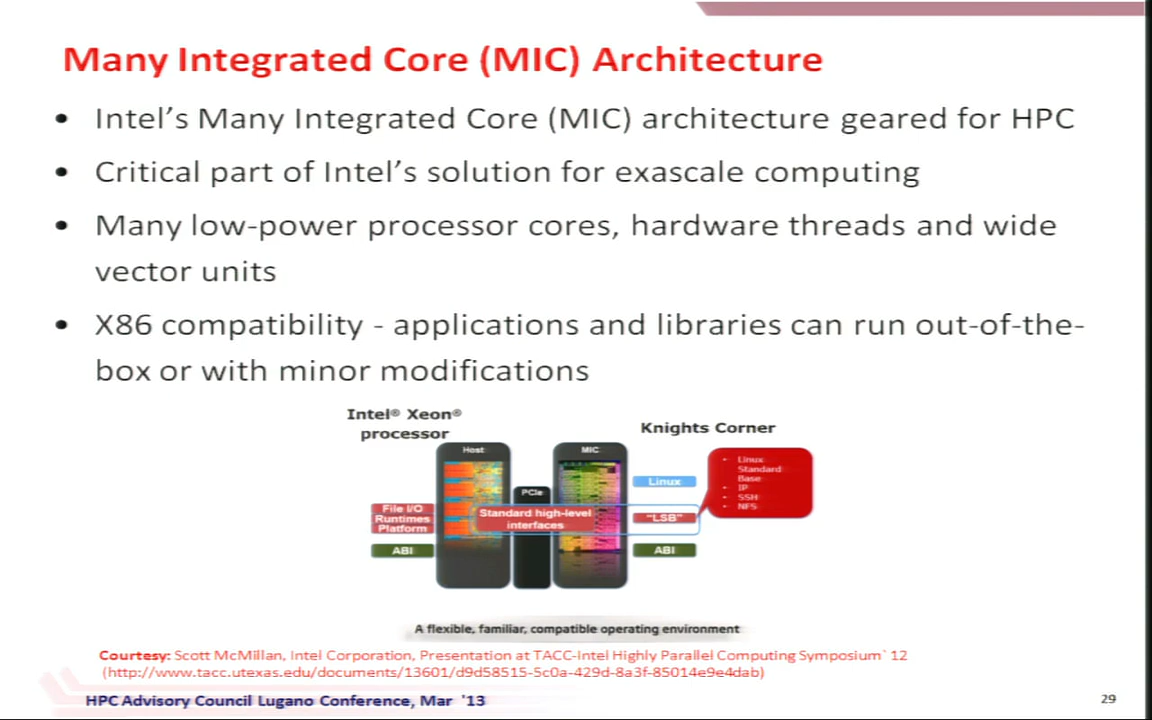 Many Integrated Core (MIC) Architecture
• Intel's Many Integrated Core (MIC) architecture geared for HPC
• Critical part of Intel's solution for exascale computing
• Many low-power processor cores, hardware threads and wide
vector units
• X86 compatibility - applications and libraries can run out-of-the-
box or with minor modifications
Intel® Xeon®
processor
Knights Corner
Host
MIC
PCIe
File I/O
Runtimes
Platform
ABI
Standard high-level
interfaces
Linux
"LSB"
ABI
• Linux
Standard
Base
• IP
• SSH
• NFS
A flexible, familiar, compatible operating environment
Courtesy: Scott McMillan, Intel Corporation, Presentation at TACC-Intel Highly Parallel Computing Symposium` 12
(http://www.tacc.utexas.edu/documents/13601/d9d58515-5c0a-429d-8a3f-85014e9e4dab)
HPC Advisory Council Lugano Conference, Mar '13
29